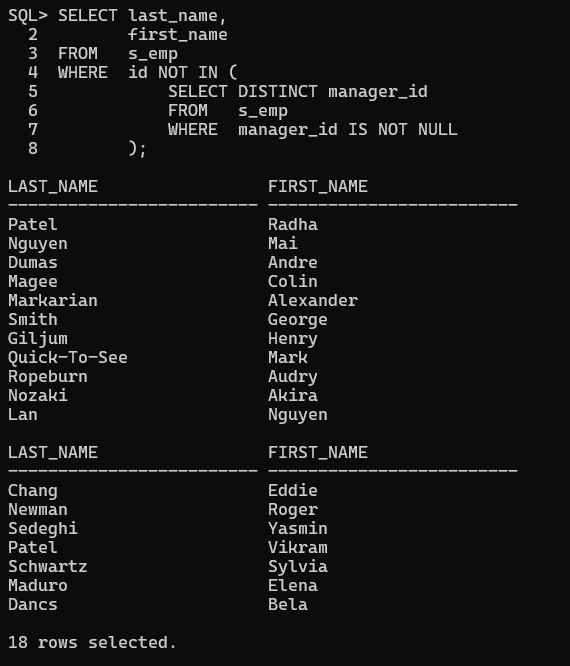 SQL> SELECT last_name,
  2         first_name
  3  FROM   s_emp
  4  WHERE  id NOT IN (
  5             SELECT DISTINCT manager_id
  6             FROM   s_emp
  7             WHERE  manager_id IS NOT NULL
  8         );
LAST_NAME                 FIRST_NAME
------------------------- -------------------------
Patel                     Radha
Nguyen                    Mai
Dumas                     Andre
Magee                     Colin
Markarian                 Alexander
Smith                     George
Giljum                    Henry
Quick-To-See              Mark
Ropeburn                  Audry
Nozaki                    Akira
Lan                       Nguyen
LAST_NAME                 FIRST_NAME
------------------------- -------------------------
Chang                     Eddie
Newman                    Roger
Sedeghi                   Yasmin
Patel                     Vikram
Schwartz                  Sylvia
Maduro                    Elena
Dancs                     Bela
18 rows selected.